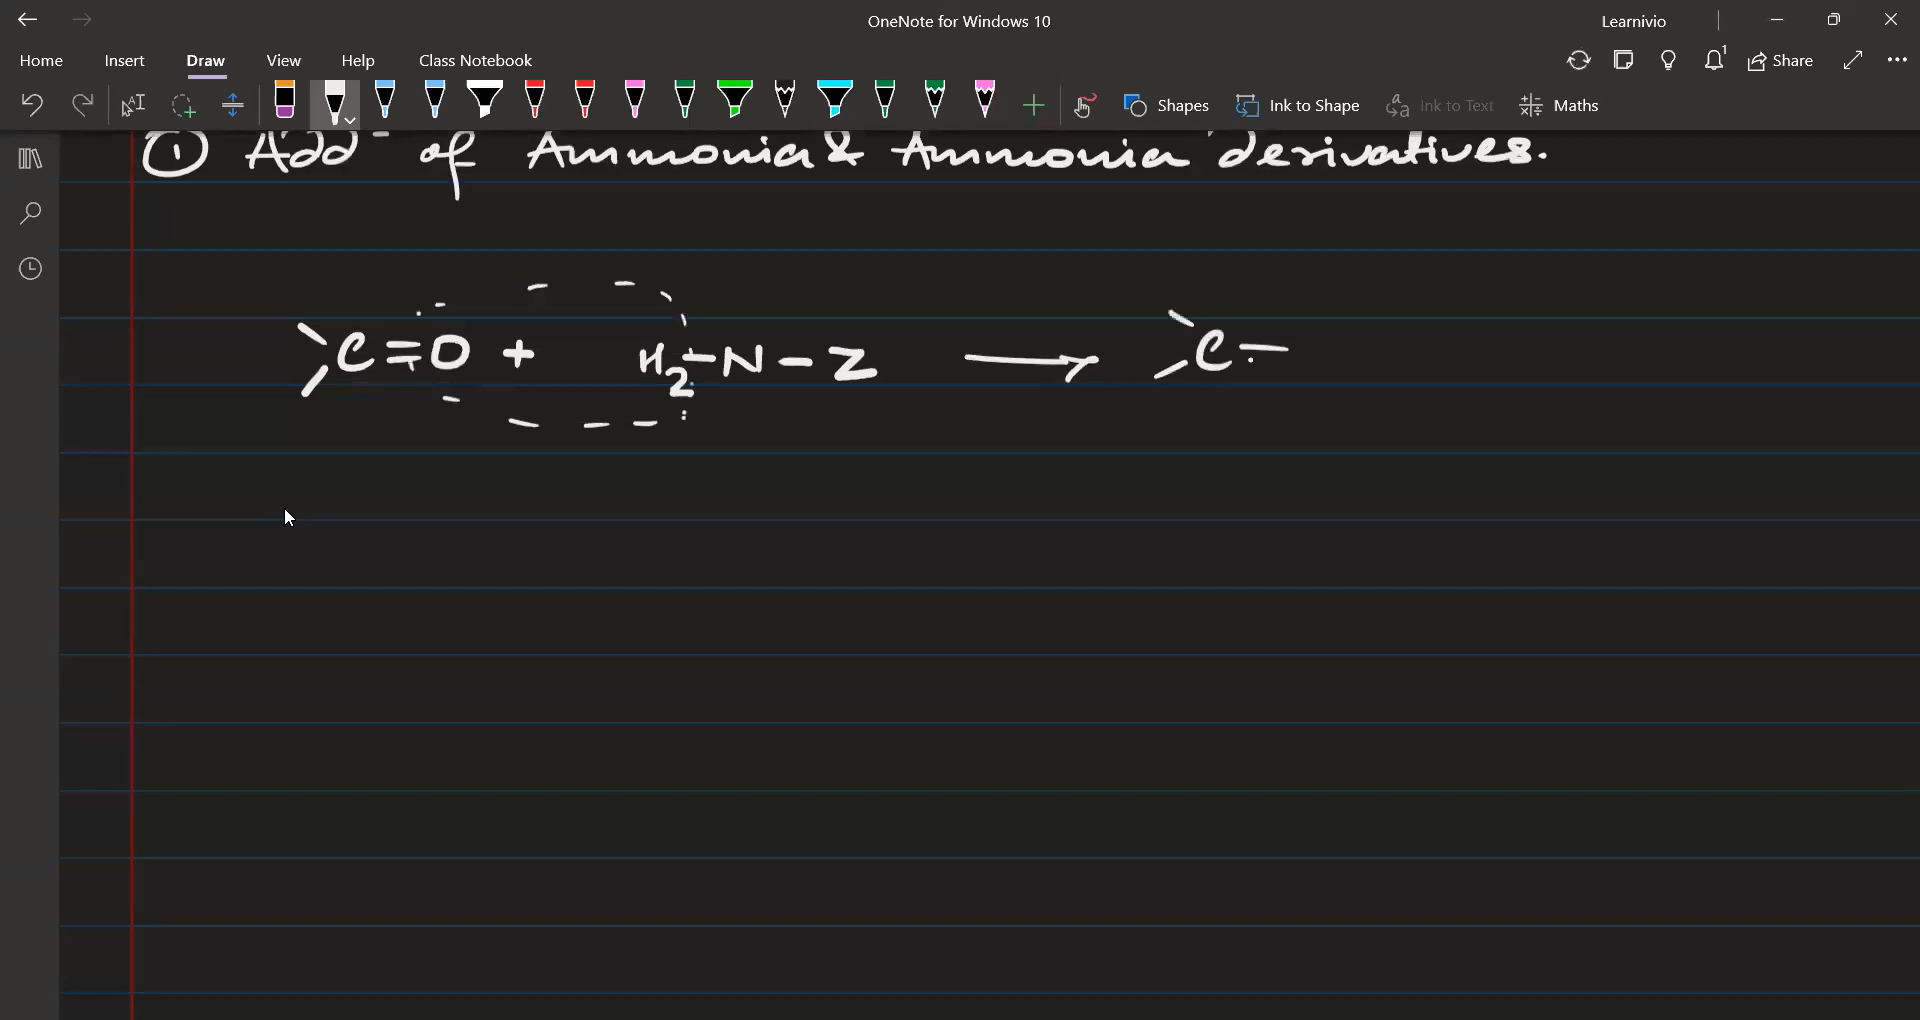 OneNote for Windows 10
Learnivio
Home Insert Draw View Help Class Notebook
1 Share
Shapes Ink to Shape Ink to Text Maths
① Add⁻ of Ammonia & Ammonia derivatives.
>C=O + H₂-N-Z ⟶ >C-